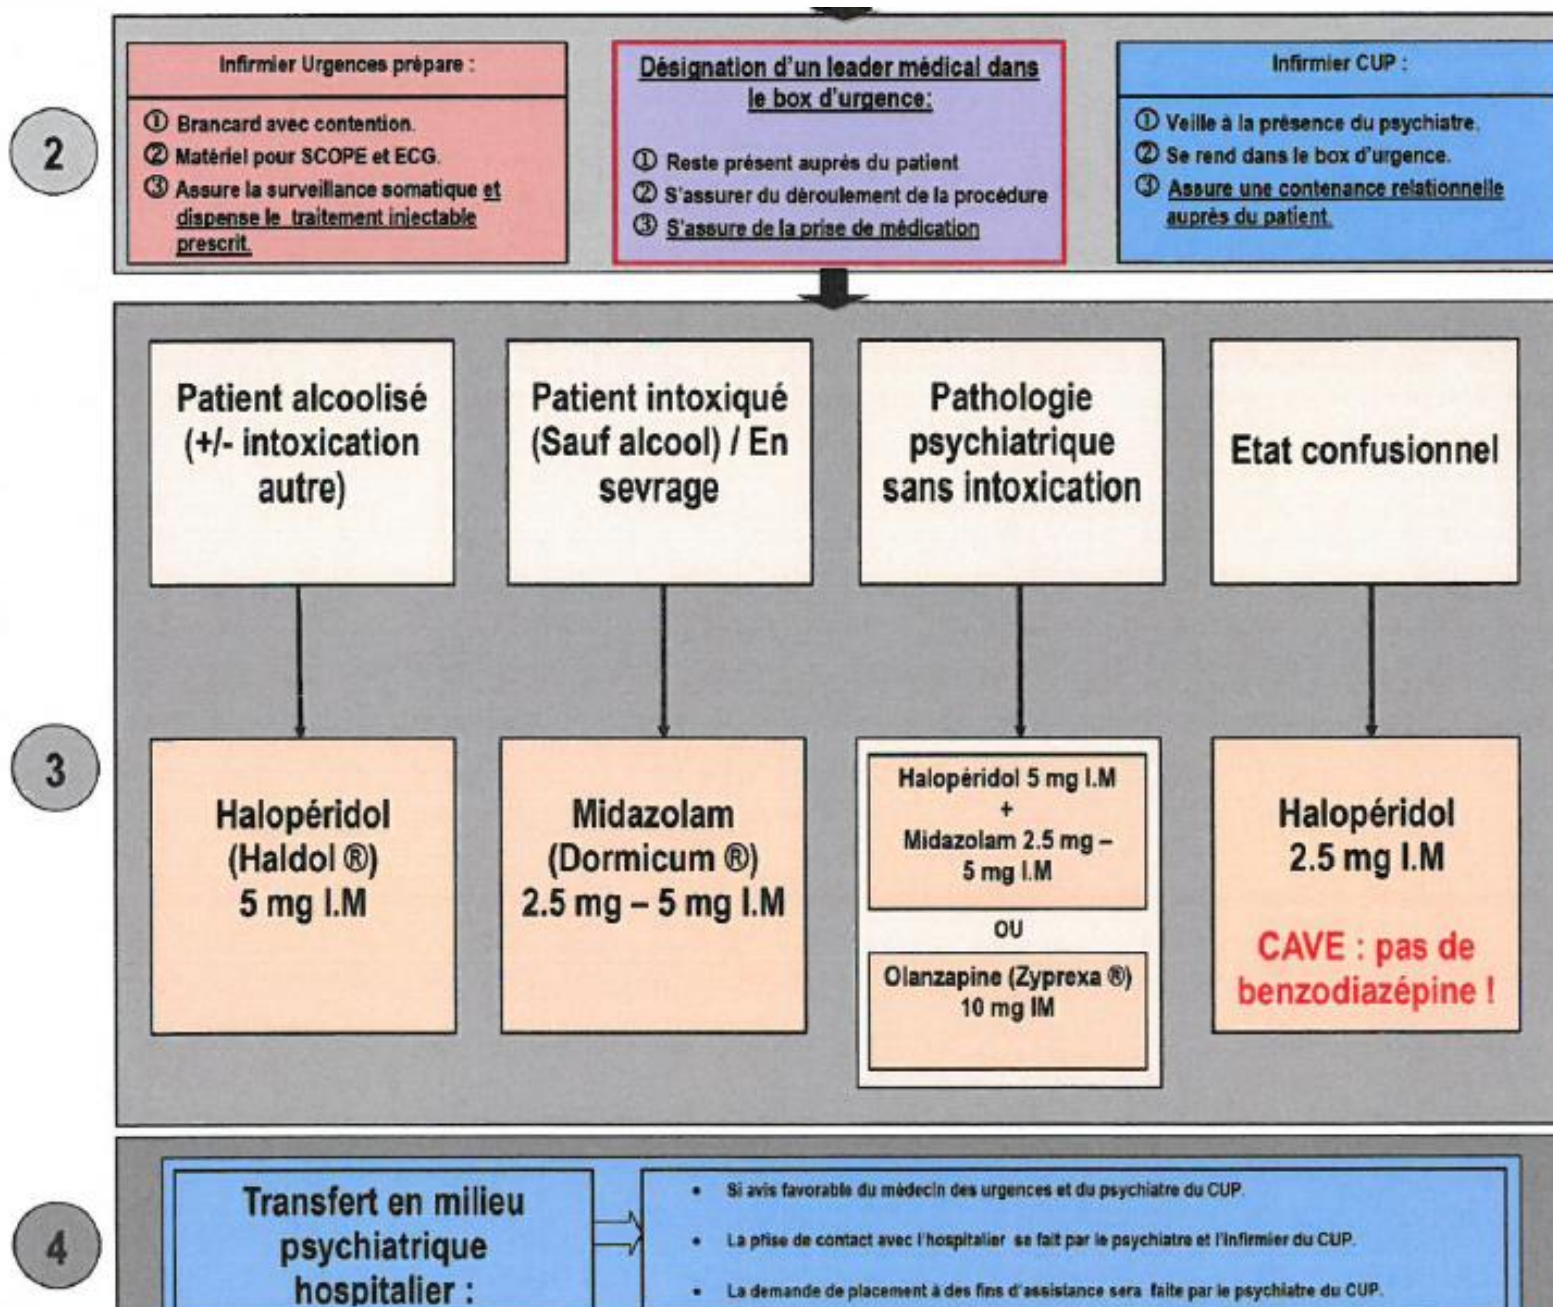 2
Infirmier Urgences prépare :
① Brancard avec contention.
② Matériel pour SCOPE et ECG.
③ Assure la surveillance somatique et
dispense le traitement injectable
prescrit.
Désignation d'un leader médical dans
le box d'urgence:
① Reste présent auprès du patient
② S'assurer du déroulement de la procédure
③ S'assure de la prise de médication
Infirmier CUP :
① Veille à la présence du psychiatre.
② Se rend dans le box d'urgence.
③ Assure une contenance relationnelle
auprès du patient.
3
Patient alcoolisé
(+/- intoxication
autre)
Patient intoxiqué
(Sauf alcool) / En
sevrage
Pathologie
psychiatrique
sans intoxication
Etat confusionnel
Halopéridol
(Haldol ®)
5 mg I.M
Midazolam
(Dormicum ®)
2.5 mg – 5 mg I.M
Halopéridol 5 mg I.M
+
Midazolam 2.5 mg –
5 mg I.M
OU
Olanzapine (Zyprexa ®)
10 mg IM
Halopéridol
2.5 mg I.M
CAVE : pas de
benzodiazépine !
4
Transfert en milieu
psychiatrique
hospitalier :
• Si avis favorable du médecin des urgences et du psychiatre du CUP.
• La prise de contact avec l'hospitalier se fait par le psychiatre et l'infirmier du CUP.
• La demande de placement à des fins d'assistance sera faite par le psychiatre du CUP.